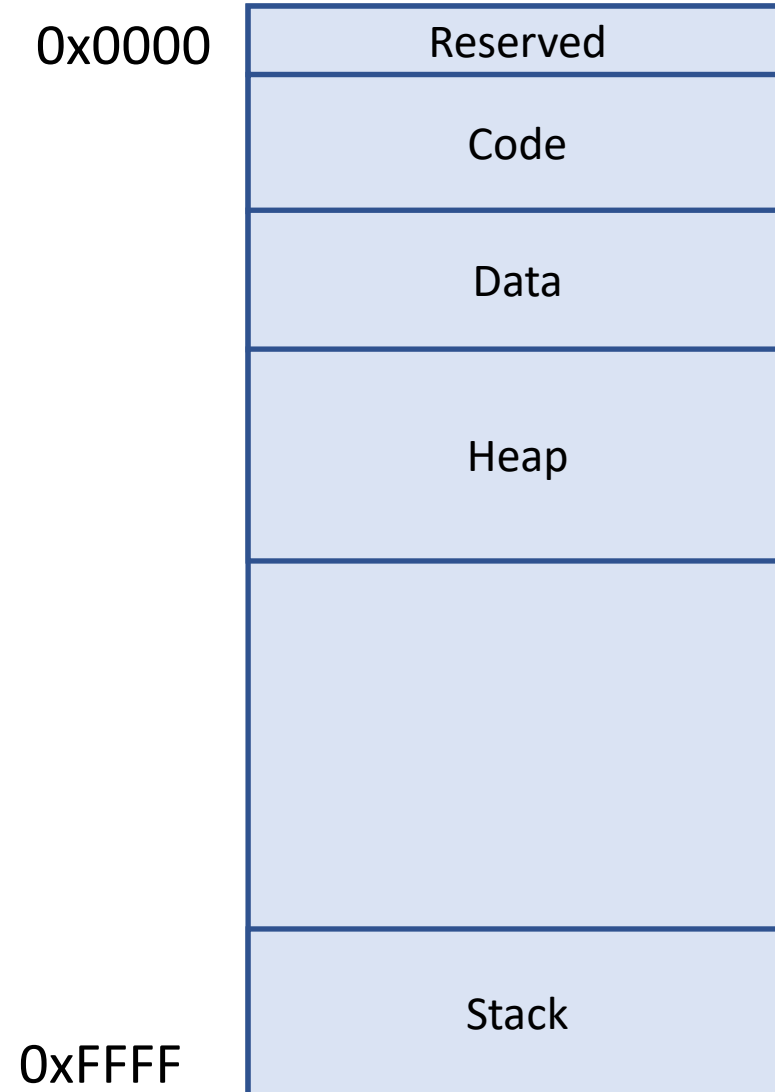 0x0000
Reserved
Code
Data
Heap
Stack
0xFFFF